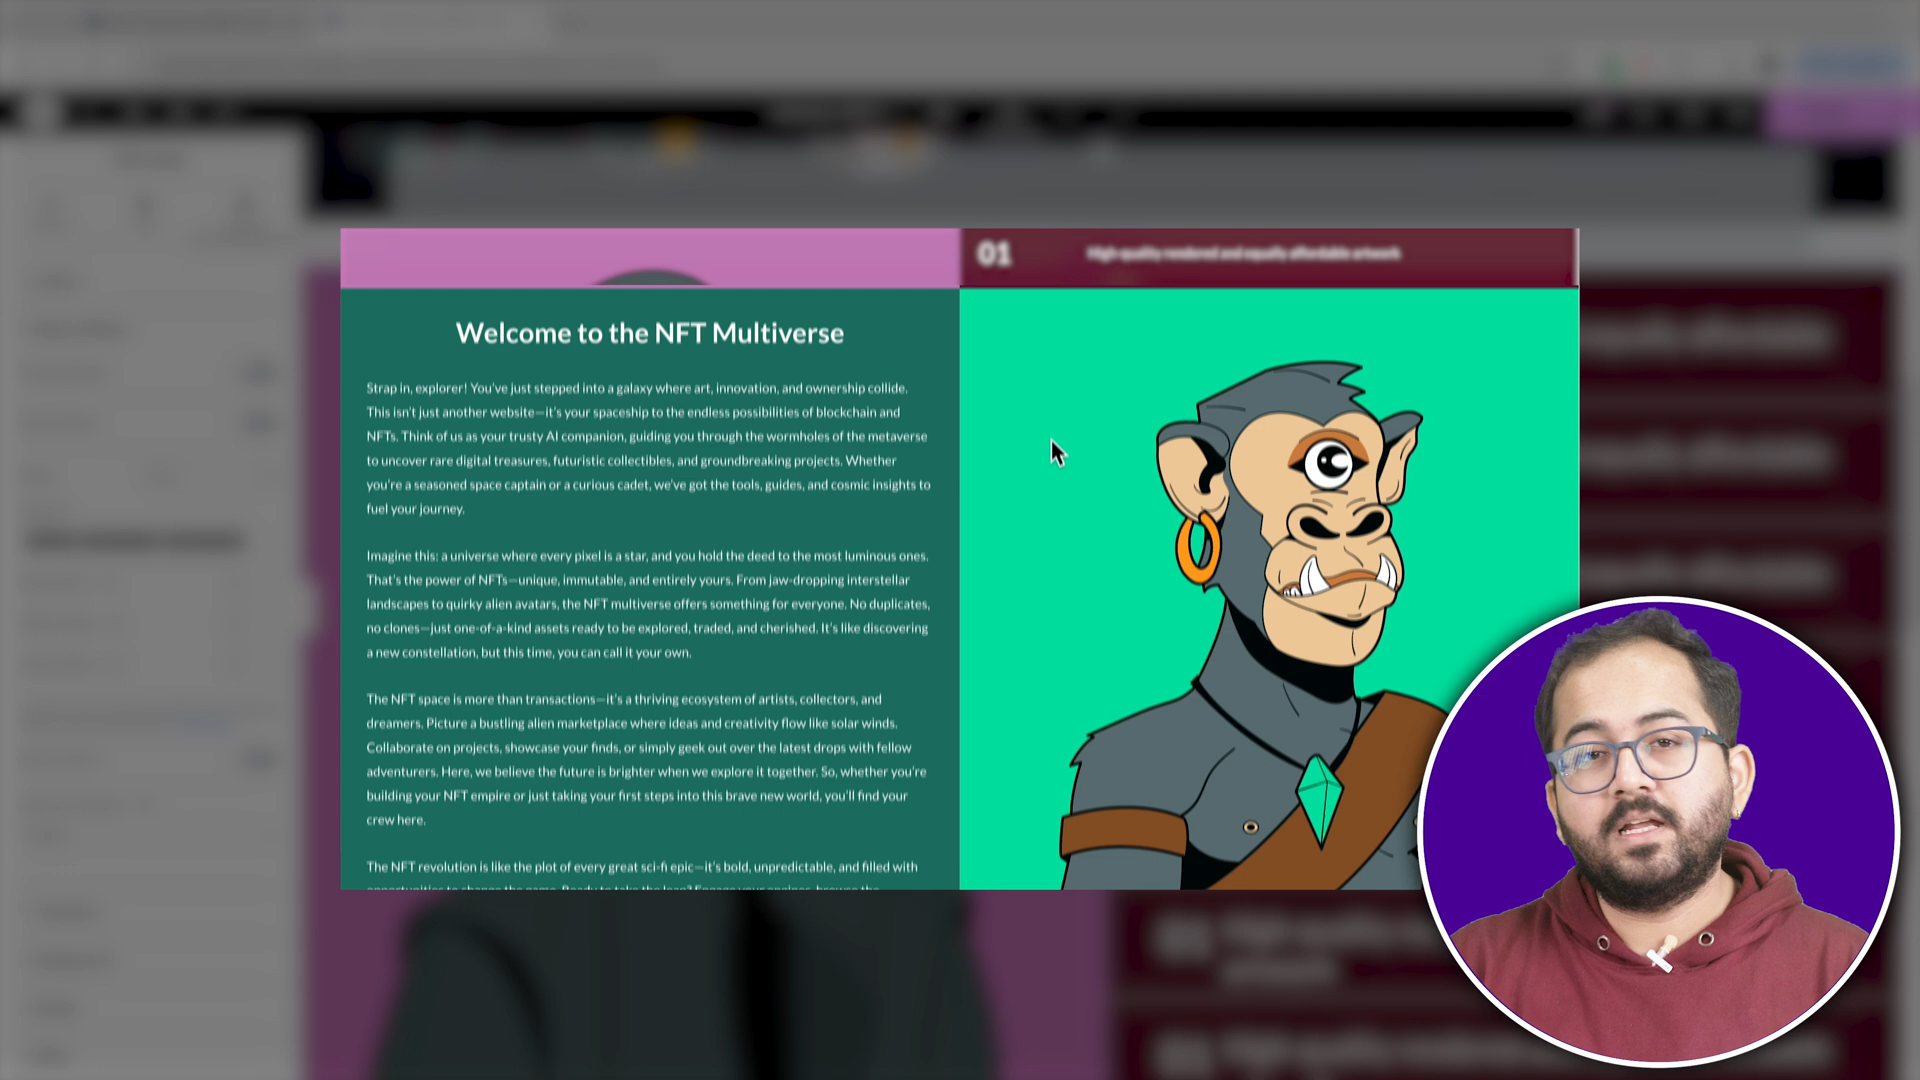 01
High-quality rendered and equally affordable artwork
Welcome to the NFT Multiverse
Strap in, explorer! You've just stepped into a galaxy where art, innovation, and ownership collide.
This isn't just another website—it's your spaceship to the endless possibilities of blockchain and
NFTs. Think of us as your trusty AI companion, guiding you through the wormholes of the metaverse
to uncover rare digital treasures, futuristic collectibles, and groundbreaking projects. Whether
you're a seasoned space captain or a curious cadet, we've got the tools, guides, and cosmic insights to
fuel your journey.
Imagine this: a universe where every pixel is a star, and you hold the deed to the most luminous ones.
That's the power of NFTs—unique, immutable, and entirely yours. From jaw-dropping interstellar
landscapes to quirky alien avatars, the NFT multiverse offers something for everyone. No duplicates,
no clones—just one-of-a-kind assets ready to be explored, traded, and cherished. It's like discovering
a new constellation, but this time, you can call it your own.
The NFT space is more than transactions—it's a thriving ecosystem of artists, collectors, and
dreamers. Picture a bustling alien marketplace where ideas and creativity flow like solar winds.
Collaborate on projects, showcase your finds, or simply geek out over the latest drops with fellow
adventurers. Here, we believe the future is brighter when we explore it together. So, whether you're
building your NFT empire or just taking your first steps into this brave new world, you'll find your
crew here.
The NFT revolution is like the plot of every great sci-fi epic—it's bold, unpredictable, and filled with